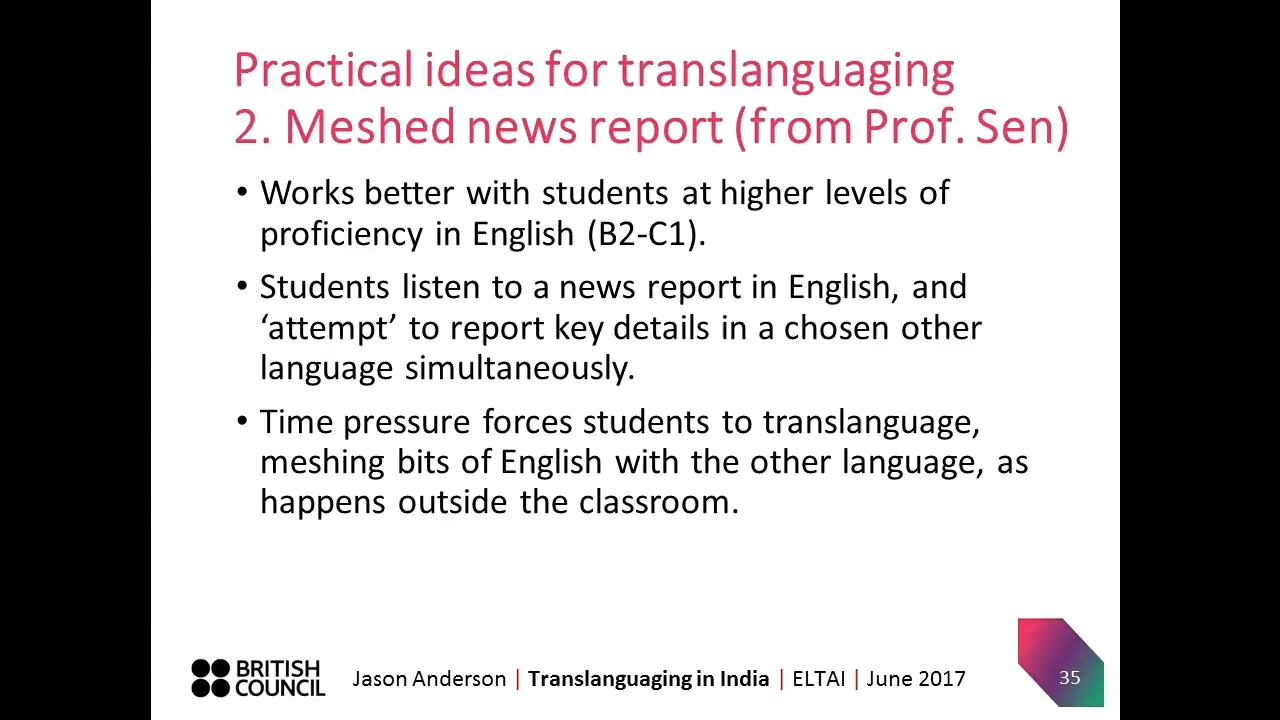 Practical ideas for translanguaging
2. Meshed news report (from Prof. Sen)
• Works better with students at higher levels of
proficiency in English (B2-C1).
• Students listen to a news report in English, and
‘attempt’ to report key details in a chosen other
language simultaneously.
• Time pressure forces students to translanguage,
meshing bits of English with the other language, as
happens outside the classroom.
BRITISH
COUNCIL
Jason Anderson | Translanguaging in India | ELTAI | June 2017
35